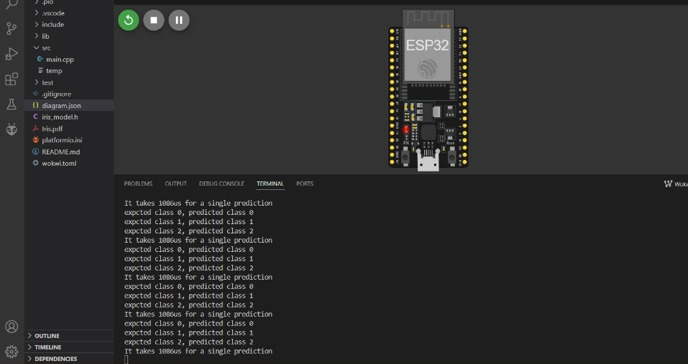 .pio
.vscode
include
lib
src
main.cpp
temp
test
.gitignore
diagram.json
iris_model.h
Iris.pdf
platformio.ini
README.md
wokwi.toml
OUTLINE
TIMELINE
DEPENDENCIES
ESP32
PROBLEMS OUTPUT DEBUG CONSOLE TERMINAL PORTS
It takes 1086us for a single prediction
expcted class 0, predicted class 0
expcted class 1, predicted class 1
expcted class 2, predicted class 2
It takes 1086us for a single prediction
expcted class 0, predicted class 0
expcted class 1, predicted class 1
expcted class 2, predicted class 2
It takes 1086us for a single prediction
expcted class 0, predicted class 0
expcted class 1, predicted class 1
expcted class 2, predicted class 2
It takes 1086us for a single prediction
expcted class 0, predicted class 0
expcted class 1, predicted class 1
expcted class 2, predicted class 2
It takes 1086us for a single prediction